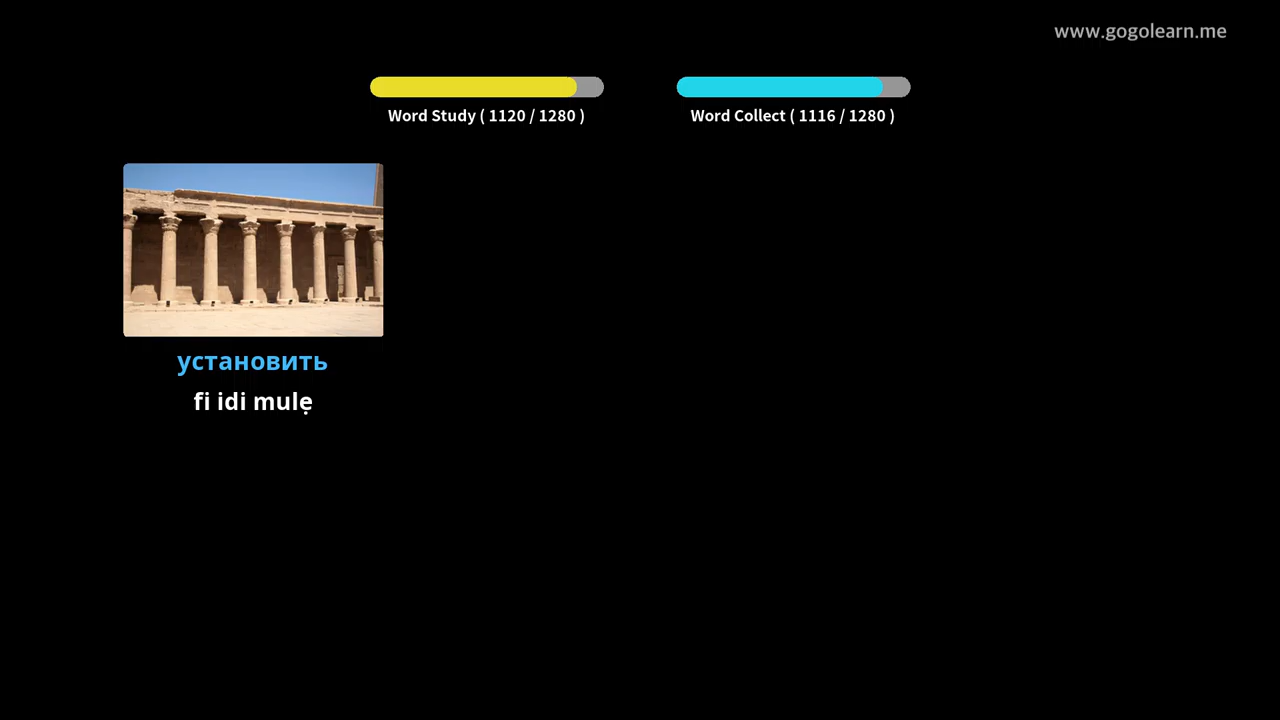 www.gogolearn.me
Word Study ( 1120 / 1280 )
Word Collect ( 1116 / 1280 )
установить
fi idi mulẹ